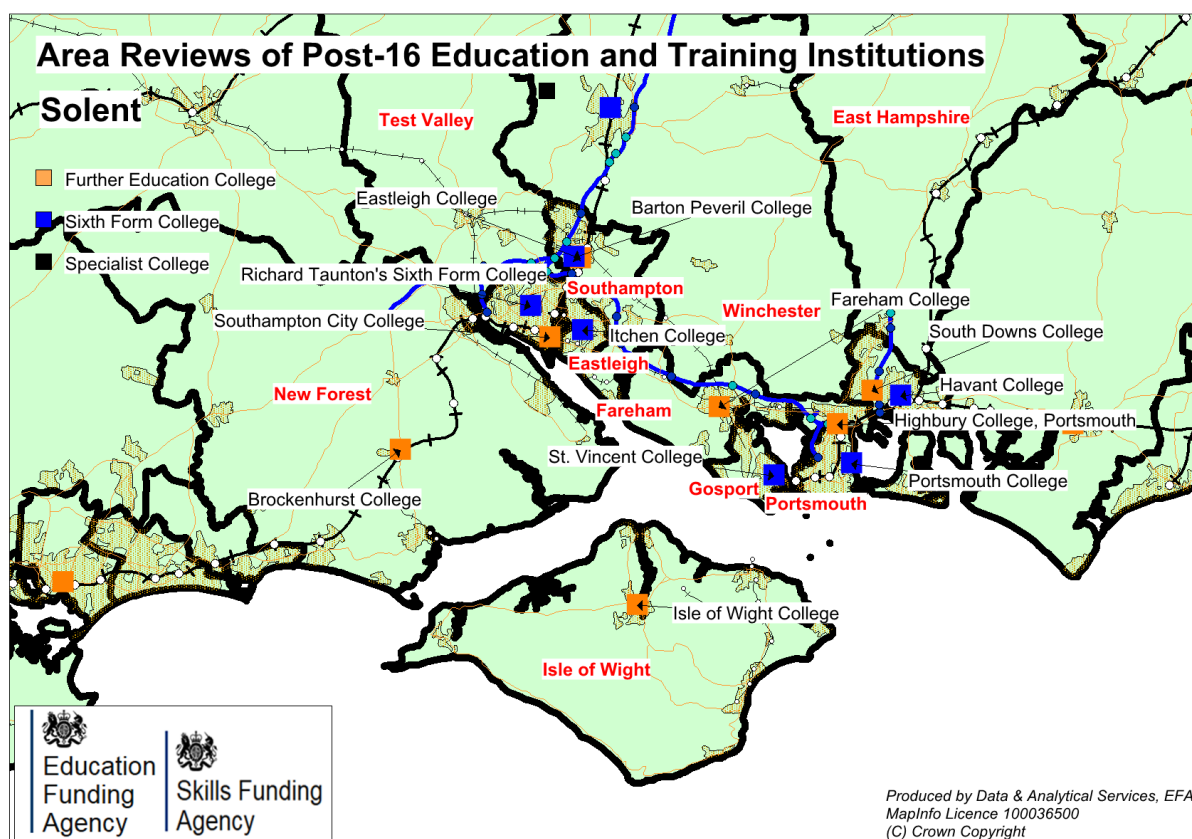 Area Reviews of Post-16 Education and Training Institutions
Solent
Test Valley
East Hampshire
Further Education College
Sixth Form College
Specialist College
Eastleigh College
Barton Peveril College
Richard Taunton's Sixth Form College
Southampton
Winchester
Fareham College
Southampton City College
Itchen College
South Downs College
Eastleigh
New Forest
Havant College
Fareham
Highbury College, Portsmouth
St. Vincent College
Portsmouth College
Gosport
Brockenhurst College
Portsmouth
Isle of Wight College
Isle of Wight
Education
Funding
Agency
Skills Funding
Agency
Produced by Data & Analytical Services, EFA
MapInfo Licence 100036500
(C) Crown Copyright